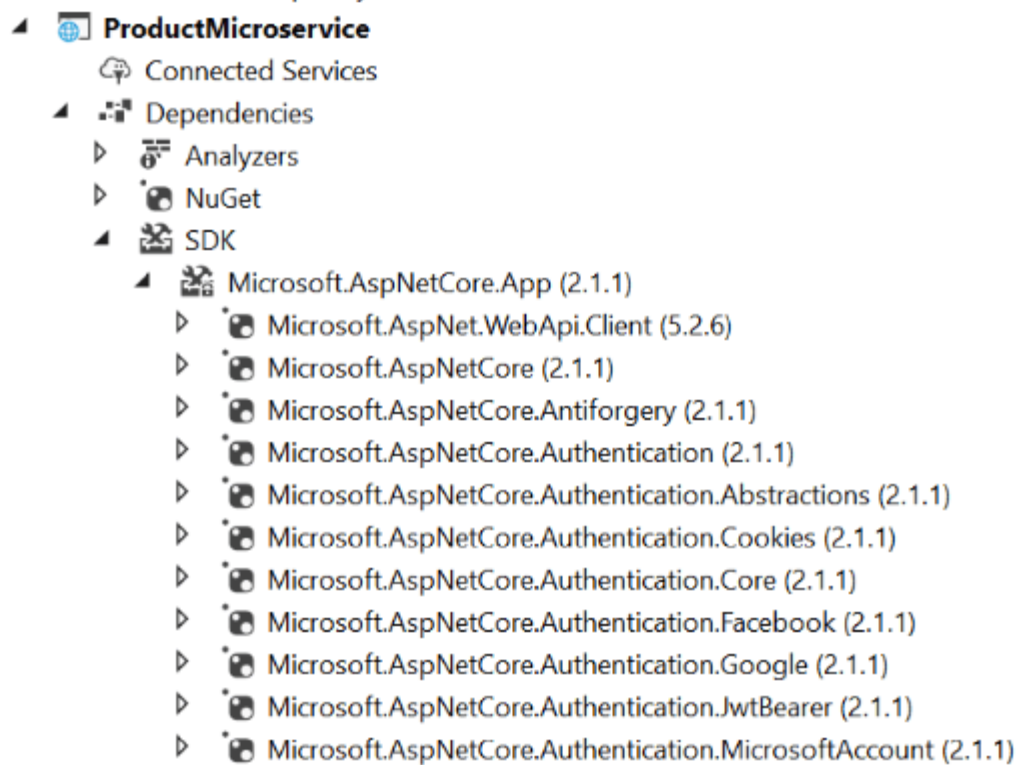 ProductMicroservice
Connected Services
Dependencies
Analyzers
NuGet
SDK
Microsoft.AspNetCore.App (2.1.1)
Microsoft.AspNet.WebApi.Client (5.2.6)
Microsoft.AspNetCore (2.1.1)
Microsoft.AspNetCore.Antiforgery (2.1.1)
Microsoft.AspNetCore.Authentication (2.1.1)
Microsoft.AspNetCore.Authentication.Abstractions (2.1.1)
Microsoft.AspNetCore.Authentication.Cookies (2.1.1)
Microsoft.AspNetCore.Authentication.Core (2.1.1)
Microsoft.AspNetCore.Authentication.Facebook (2.1.1)
Microsoft.AspNetCore.Authentication.Google (2.1.1)
Microsoft.AspNetCore.Authentication.JwtBearer (2.1.1)
Microsoft.AspNetCore.Authentication.MicrosoftAccount (2.1.1)